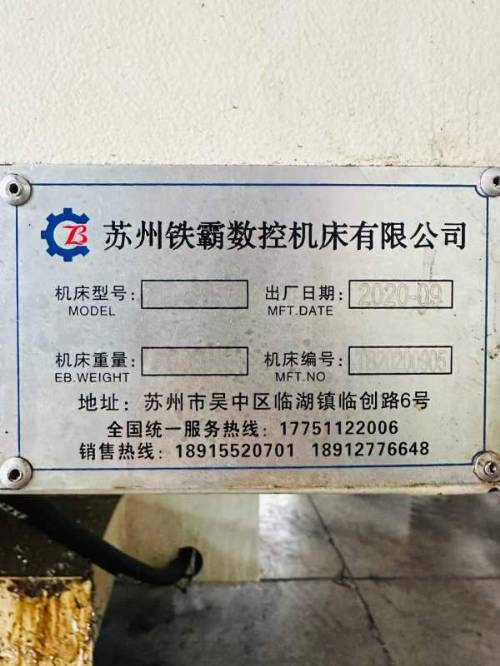 TB 苏州铁霸数控机床有限公司
机床型号: 出厂日期: 2020-09
MODEL MFT.DATE
机床重量: 机床编号: TB20200905
EB.WEIGHT MFT.NO
地址: 苏州市吴中区临湖镇临创路6号
全国统一服务热线: 17751122006
销售热线: 18915520701 18912776648